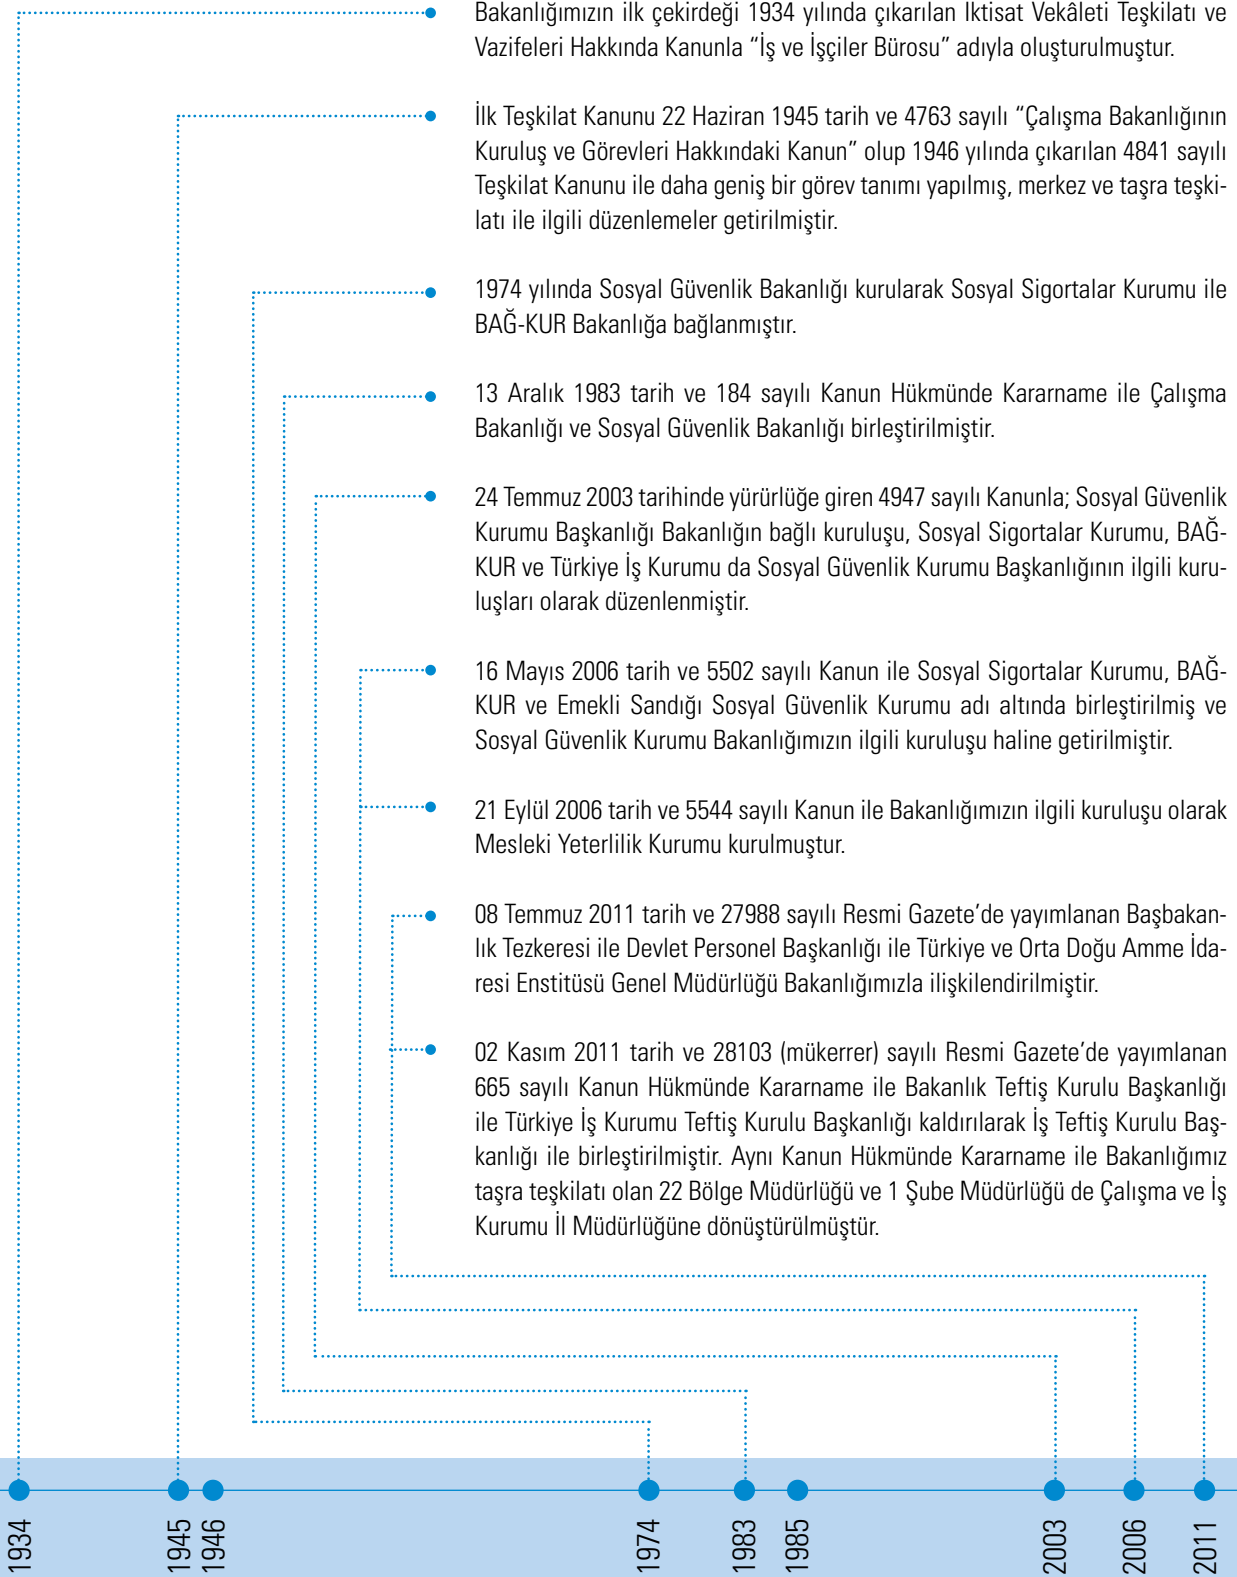 Bakanlığımızın ilk çekirdeği 1934 yılında çıkarılan İktisat Vekâleti Teşkilatı ve
Vazifeleri Hakkında Kanunla “İş ve İşçiler Bürosu” adıyla oluşturulmuştur.
İlk Teşkilat Kanunu 22 Haziran 1945 tarih ve 4763 sayılı “Çalışma Bakanlığının
Kuruluş ve Görevleri Hakkındaki Kanun” olup 1946 yılında çıkarılan 4841 sayılı
Teşkilat Kanunu ile daha geniş bir görev tanımı yapılmış, merkez ve taşra teşki-
latı ile ilgili düzenlemeler getirilmiştir.
1974 yılında Sosyal Güvenlik Bakanlığı kurularak Sosyal Sigortalar Kurumu ile
BAĞ-KUR Bakanlığa bağlanmıştır.
13 Aralık 1983 tarih ve 184 sayılı Kanun Hükmünde Kararname ile Çalışma
Bakanlığı ve Sosyal Güvenlik Bakanlığı birleştirilmiştir.
24 Temmuz 2003 tarihinde yürürlüğe giren 4947 sayılı Kanunla; Sosyal Güvenlik
Kurumu Başkanlığı Bakanlığın bağlı kuruluşu, Sosyal Sigortalar Kurumu, BAĞ-
KUR ve Türkiye İş Kurumu da Sosyal Güvenlik Kurumu Başkanlığının ilgili kuru-
luşları olarak düzenlenmiştir.
16 Mayıs 2006 tarih ve 5502 sayılı Kanun ile Sosyal Sigortalar Kurumu, BAĞ-
KUR ve Emekli Sandığı Sosyal Güvenlik Kurumu adı altında birleştirilmiş ve
Sosyal Güvenlik Kurumu Bakanlığımızın ilgili kuruluşu haline getirilmiştir.
21 Eylül 2006 tarih ve 5544 sayılı Kanun ile Bakanlığımızın ilgili kuruluşu olarak
Mesleki Yeterlilik Kurumu kurulmuştur.
08 Temmuz 2011 tarih ve 27988 sayılı Resmi Gazete’de yayımlanan Başbakan-
lık Tezkeresi ile Devlet Personel Başkanlığı ile Türkiye ve Orta Doğu Amme İda-
resi Enstitüsü Genel Müdürlüğü Bakanlığımızla ilişkilendirilmiştir.
02 Kasım 2011 tarih ve 28103 (mükerrer) sayılı Resmi Gazete’de yayımlanan
665 sayılı Kanun Hükmünde Kararname ile Bakanlık Teftiş Kurulu Başkanlığı
ile Türkiye İş Kurumu Teftiş Kurulu Başkanlığı kaldırılarak İş Teftiş Kurulu Baş-
kanlığı ile birleştirilmiştir. Aynı Kanun Hükmünde Kararname ile Bakanlığımız
taşra teşkilatı olan 22 Bölge Müdürlüğü ve 1 Şube Müdürlüğü de Çalışma ve İş
Kurumu İl Müdürlüğüne dönüştürülmüştür.
1934
1945
1946
1974
1983
1985
2003
2006
2011